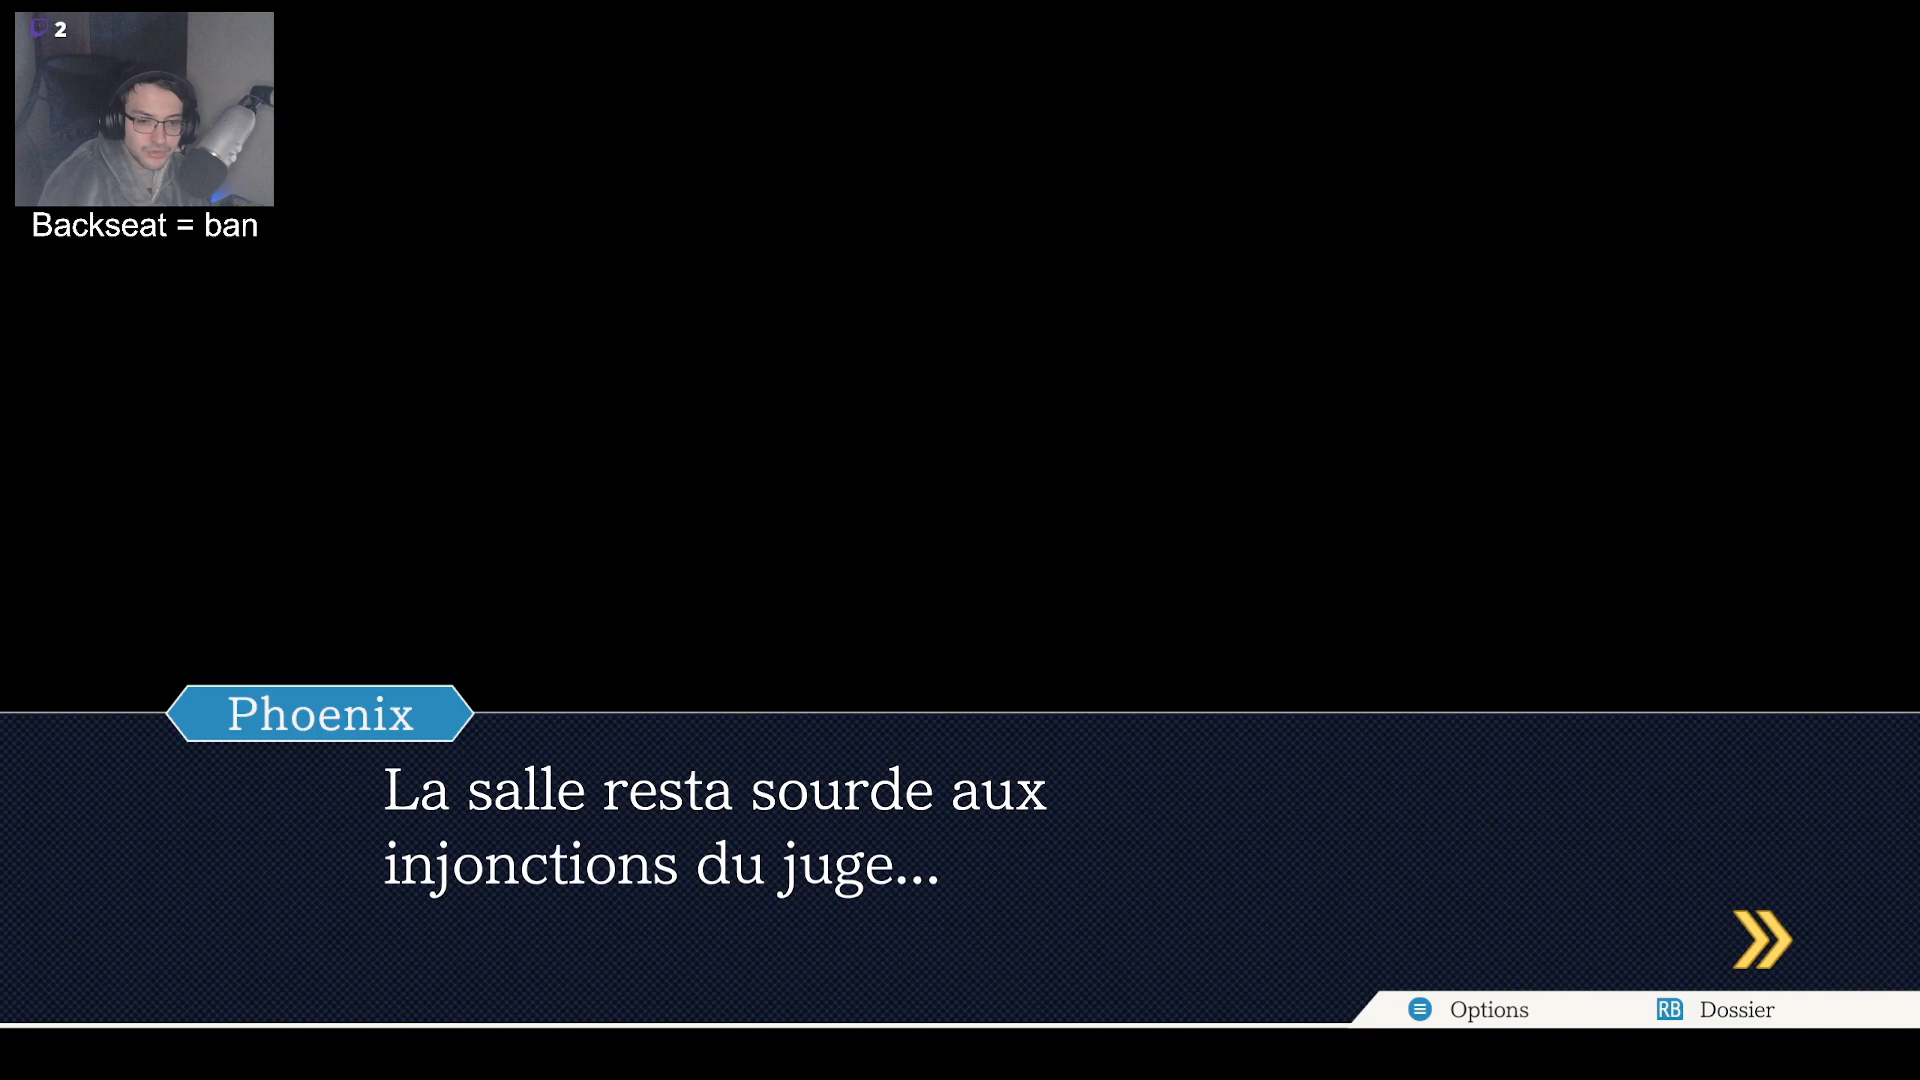 2
Backseat = ban
Phoenix
La salle resta sourde aux
injonctions du juge...
Options
RB Dossier